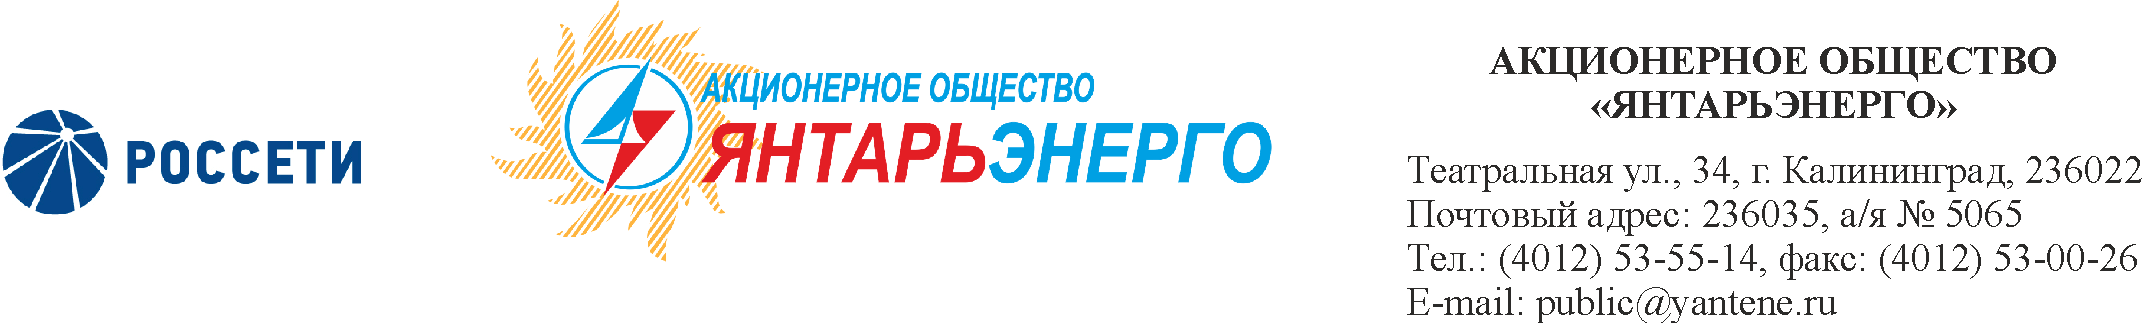 РОССЕТИ
АКЦИОНЕРНОЕ ОБЩЕСТВО
ЯНТАРЬЭНЕРГО
АКЦИОНЕРНОЕ ОБЩЕСТВО
«ЯНТАРЬЭНЕРГО»
Театральная ул., 34, г. Калининград, 236022
Почтовый адрес: 236035, а/я № 5065
Тел.: (4012) 53-55-14, факс: (4012) 53-00-26
E-mail: public@yantene.ru